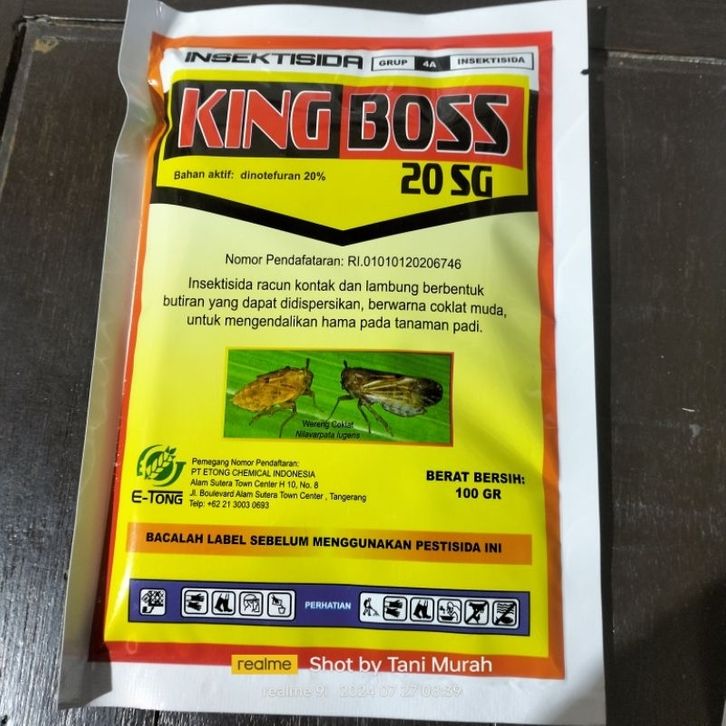 INSEKTISIDA
GRUP 4A INSEKTISIDA
KING BOSS
Bahan aktif: dinotefuran 20%
20 SG
Nomor Pendafataran: RI.01010120206746
Insektisida racun kontak dan lambung berbentuk
butiran yang dapat didispersikan, berwarna coklat muda,
untuk mengendalikan hama pada tanaman padi.
Wereng Coklat
Nilavarpata lugens
E-TONG
Pemegang Nomor Pendaftaran:
PT ETONG CHEMICAL INDONESIA
Alam Sutera Town Center H 10, No. 8
Jl. Boulevard Alam Sutera Town Center , Tangerang
Telp: +62 21 3003 0693
BERAT BERSIH:
100 GR
BACALAH LABEL SEBELUM MENGGUNAKAN PESTISIDA INI
PERHATIAN
realme Shot by Tani Murah
realme 9i 2024 07 27 08:39